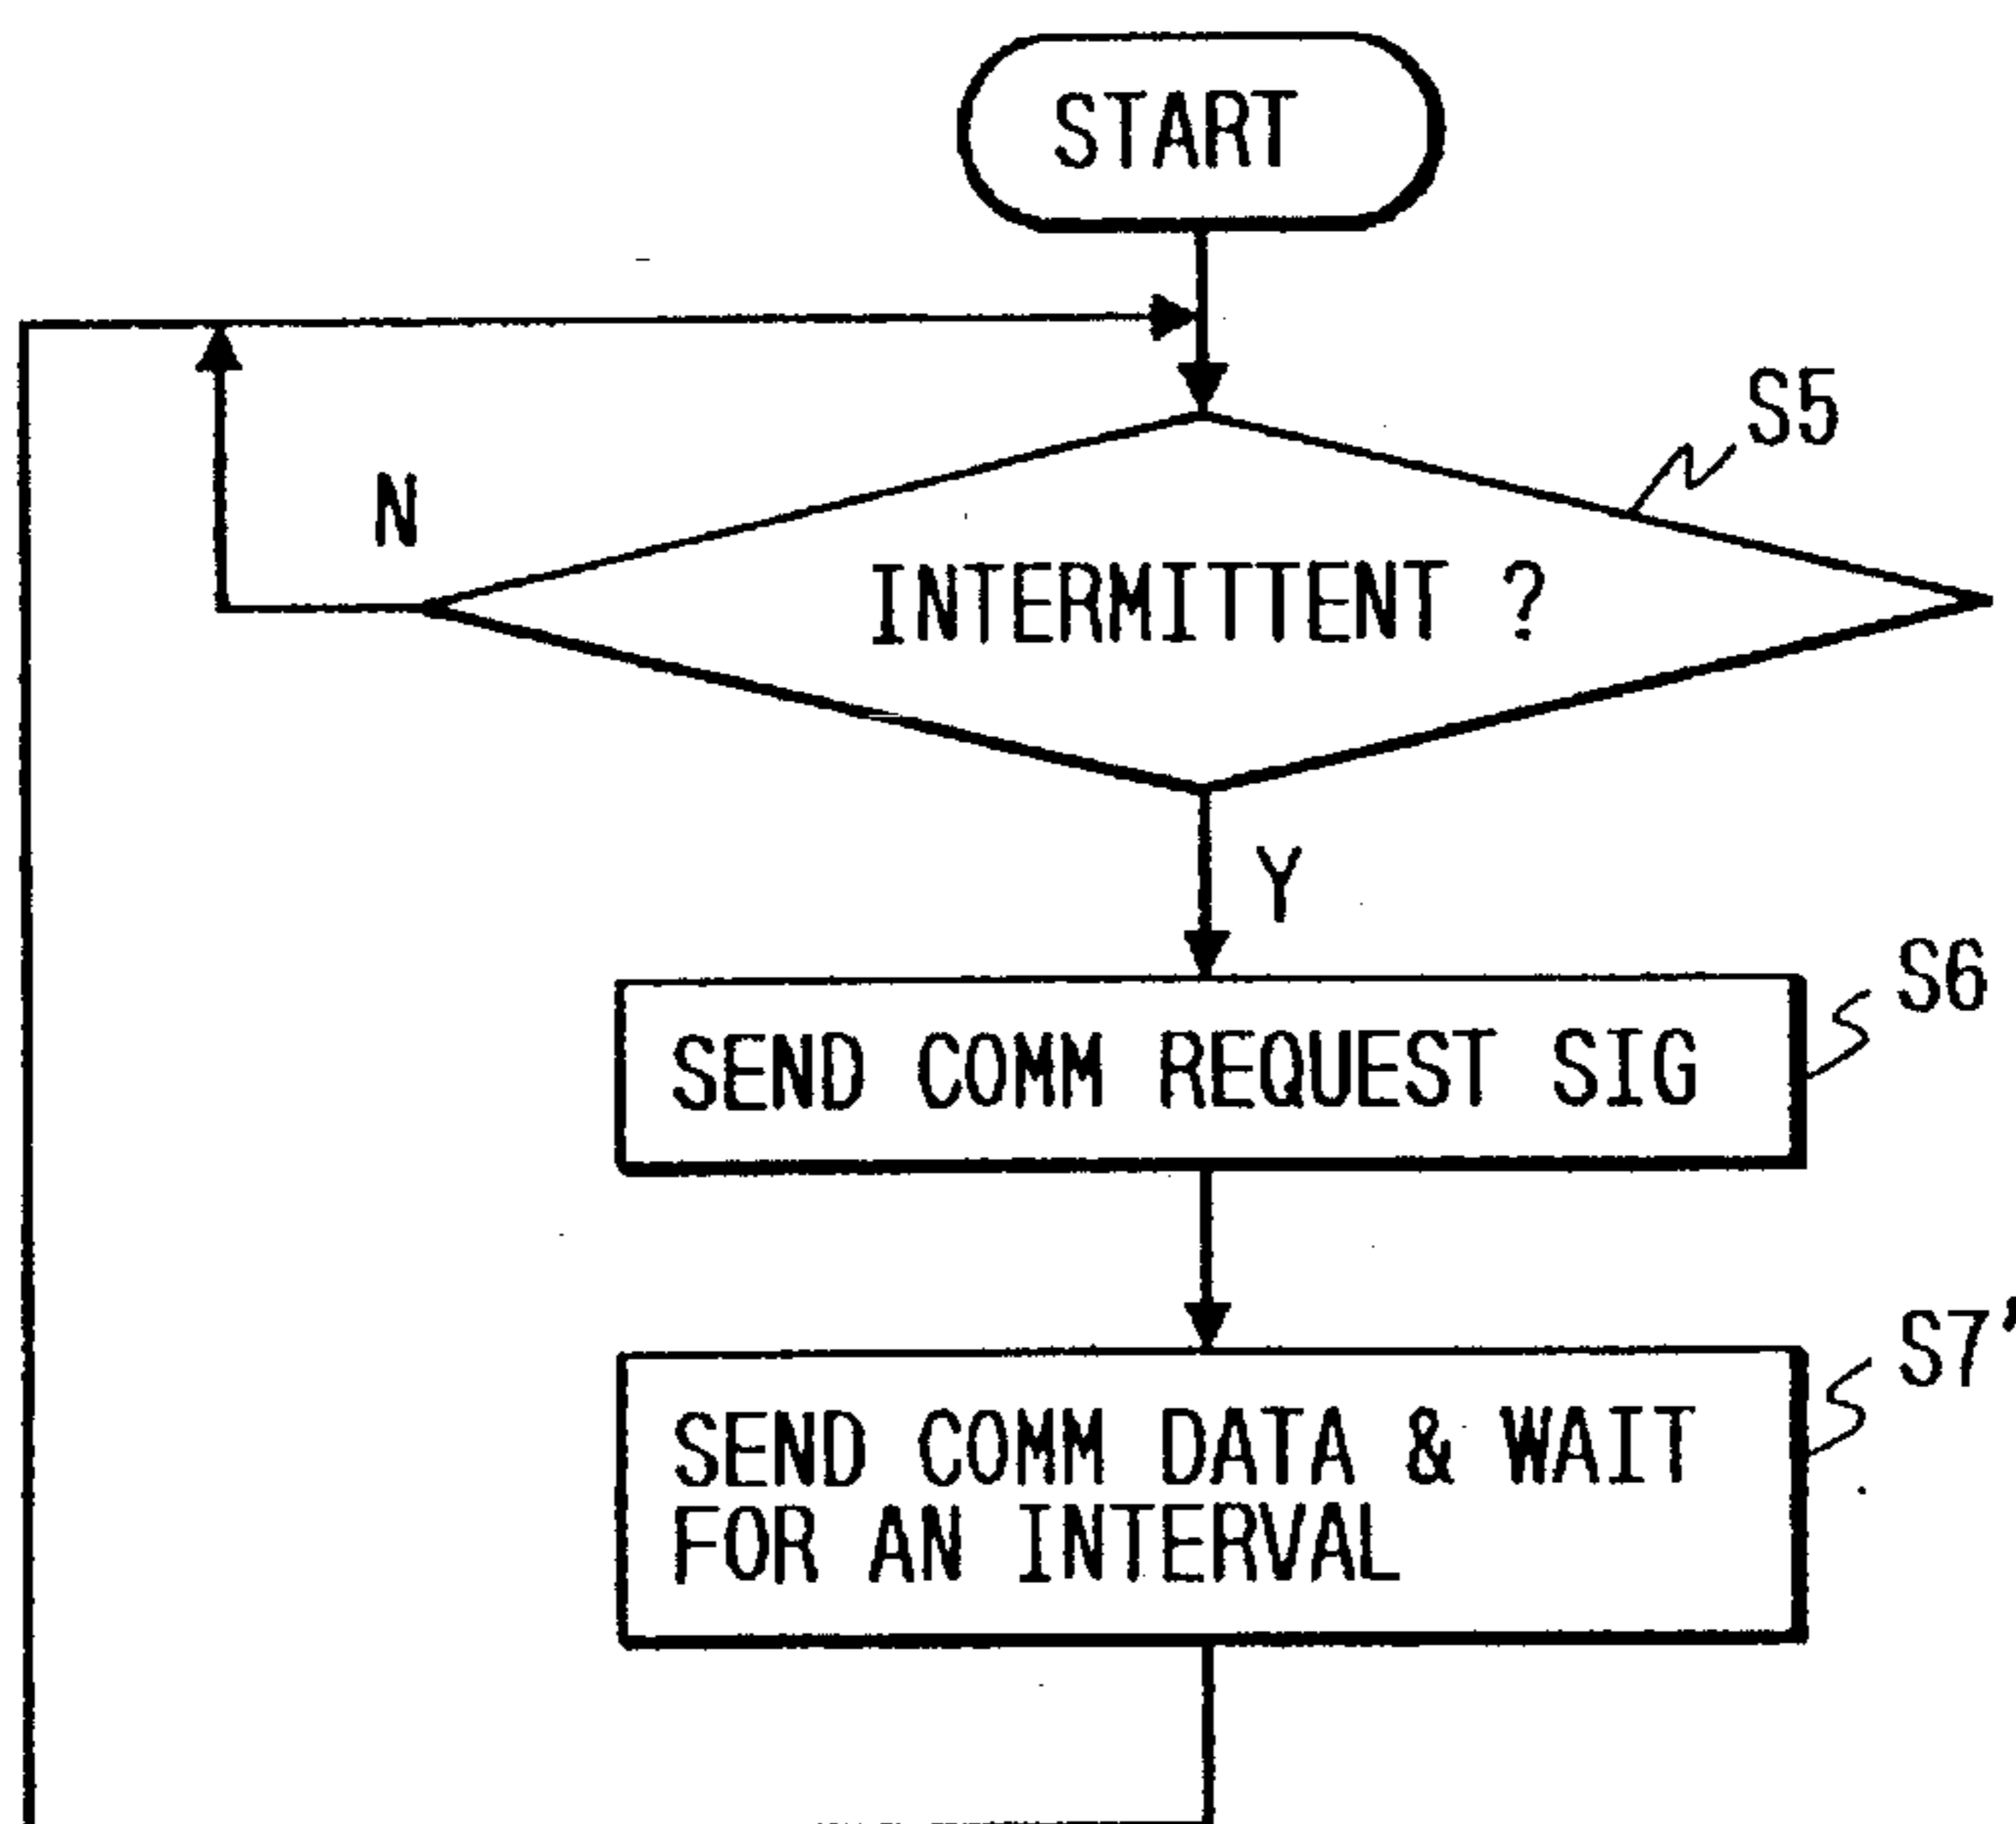 START
S5
N
INTERMITTENT ?
Y
S6
SEND COMM REQUEST SIG
S7'
SEND COMM DATA & WAIT
FOR AN INTERVAL